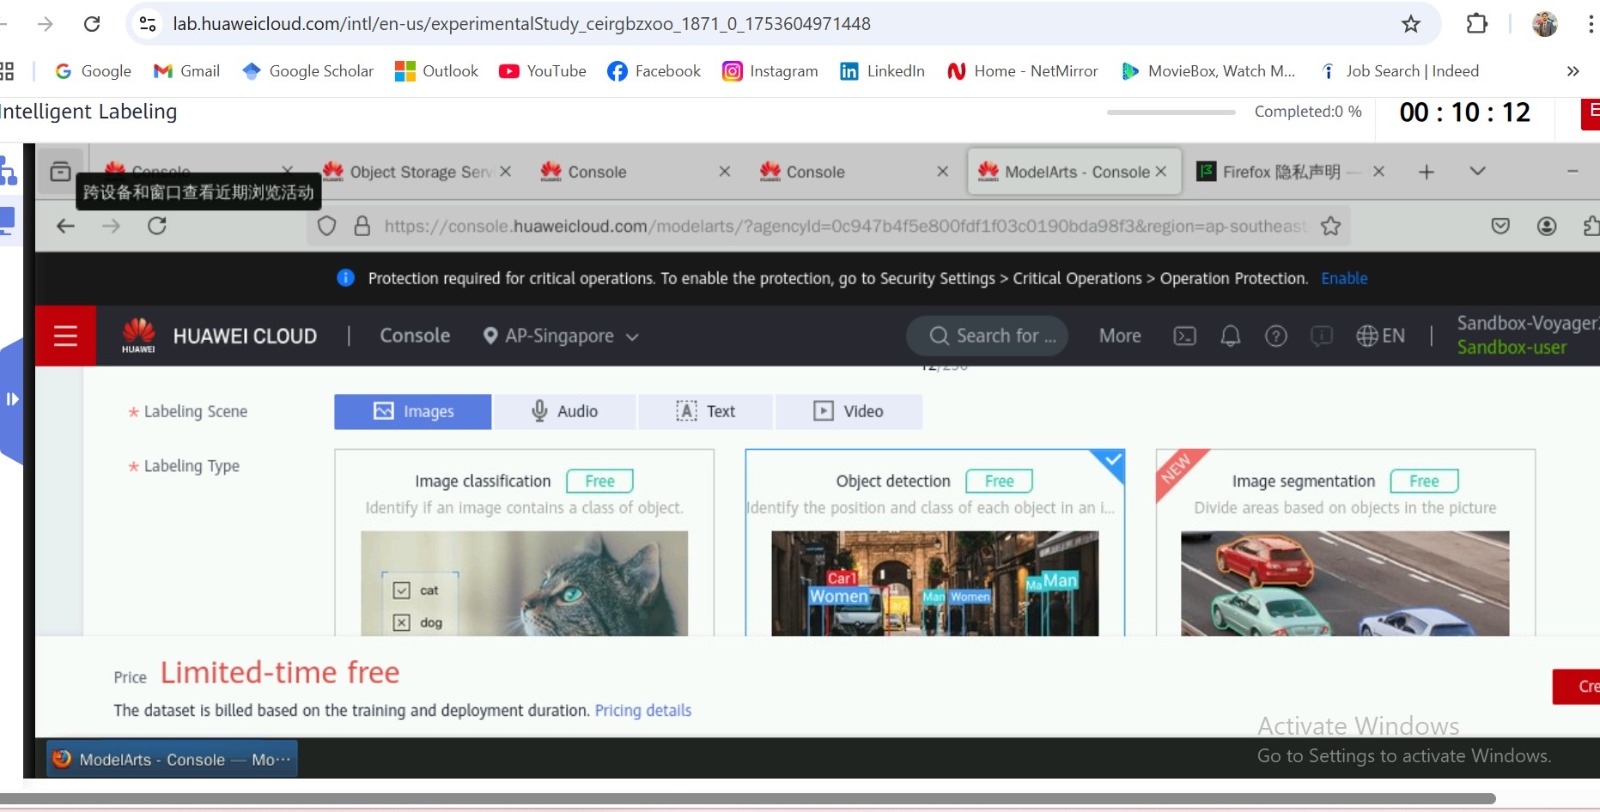 lab.huaweicloud.com/intl/en-us/experimentalStudy_ceirgbzxoo_1871_0_1753604971448
Google Gmail Google Scholar Outlook YouTube Facebook Instagram LinkedIn Home - NetMirror MovieBox, Watch M... Job Search | Indeed
Intelligent Labeling Completed:0 % 00 : 10 : 12
Console Object Storage Serv Console Console ModelArts - Console Firefox 隐私声明 —
跨设备和窗口查看近期浏览活动
https://console.huaweicloud.com/modelarts/?agencyId=0c947b4f5e800fdf1f03c0190bda98f3&region=ap-southeast
Protection required for critical operations. To enable the protection, go to Security Settings > Critical Operations > Operation Protection. Enable
HUAWEI HUAWEI CLOUD | Console AP-Singapore Search for ... More EN | Sandbox-Voyager
Sandbox-user
* Labeling Scene Images Audio Text Video
* Labeling Type
Image classification Free
Identify if an image contains a class of object.
cat
dog
Object detection Free
Identify the position and class of each object in an i...
Car1
Women Man Women Ma Man
NEW
Image segmentation Free
Divide areas based on objects in the picture
Price Limited-time free
The dataset is billed based on the training and deployment duration. Pricing details
Cre
Activate Windows
Go to Settings to activate Windows.
ModelArts - Console — Mo···